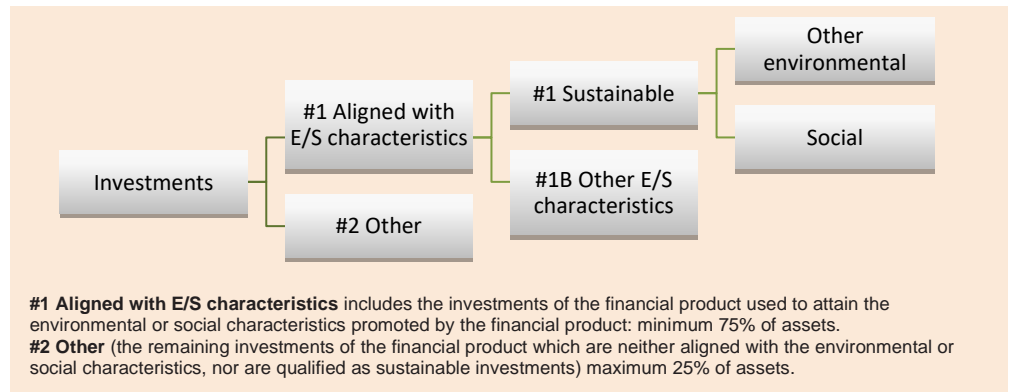 Investments
#1 Aligned with
E/S characteristics
#2 Other
#1 Sustainable
#1B Other E/S
characteristics
Other
environmental
Social
#1 Aligned with E/S characteristics includes the investments of the financial product used to attain the
environmental or social characteristics promoted by the financial product: minimum 75% of assets.
#2 Other (the remaining investments of the financial product which are neither aligned with the environmental or
social characteristics, nor are qualified as sustainable investments) maximum 25% of assets.